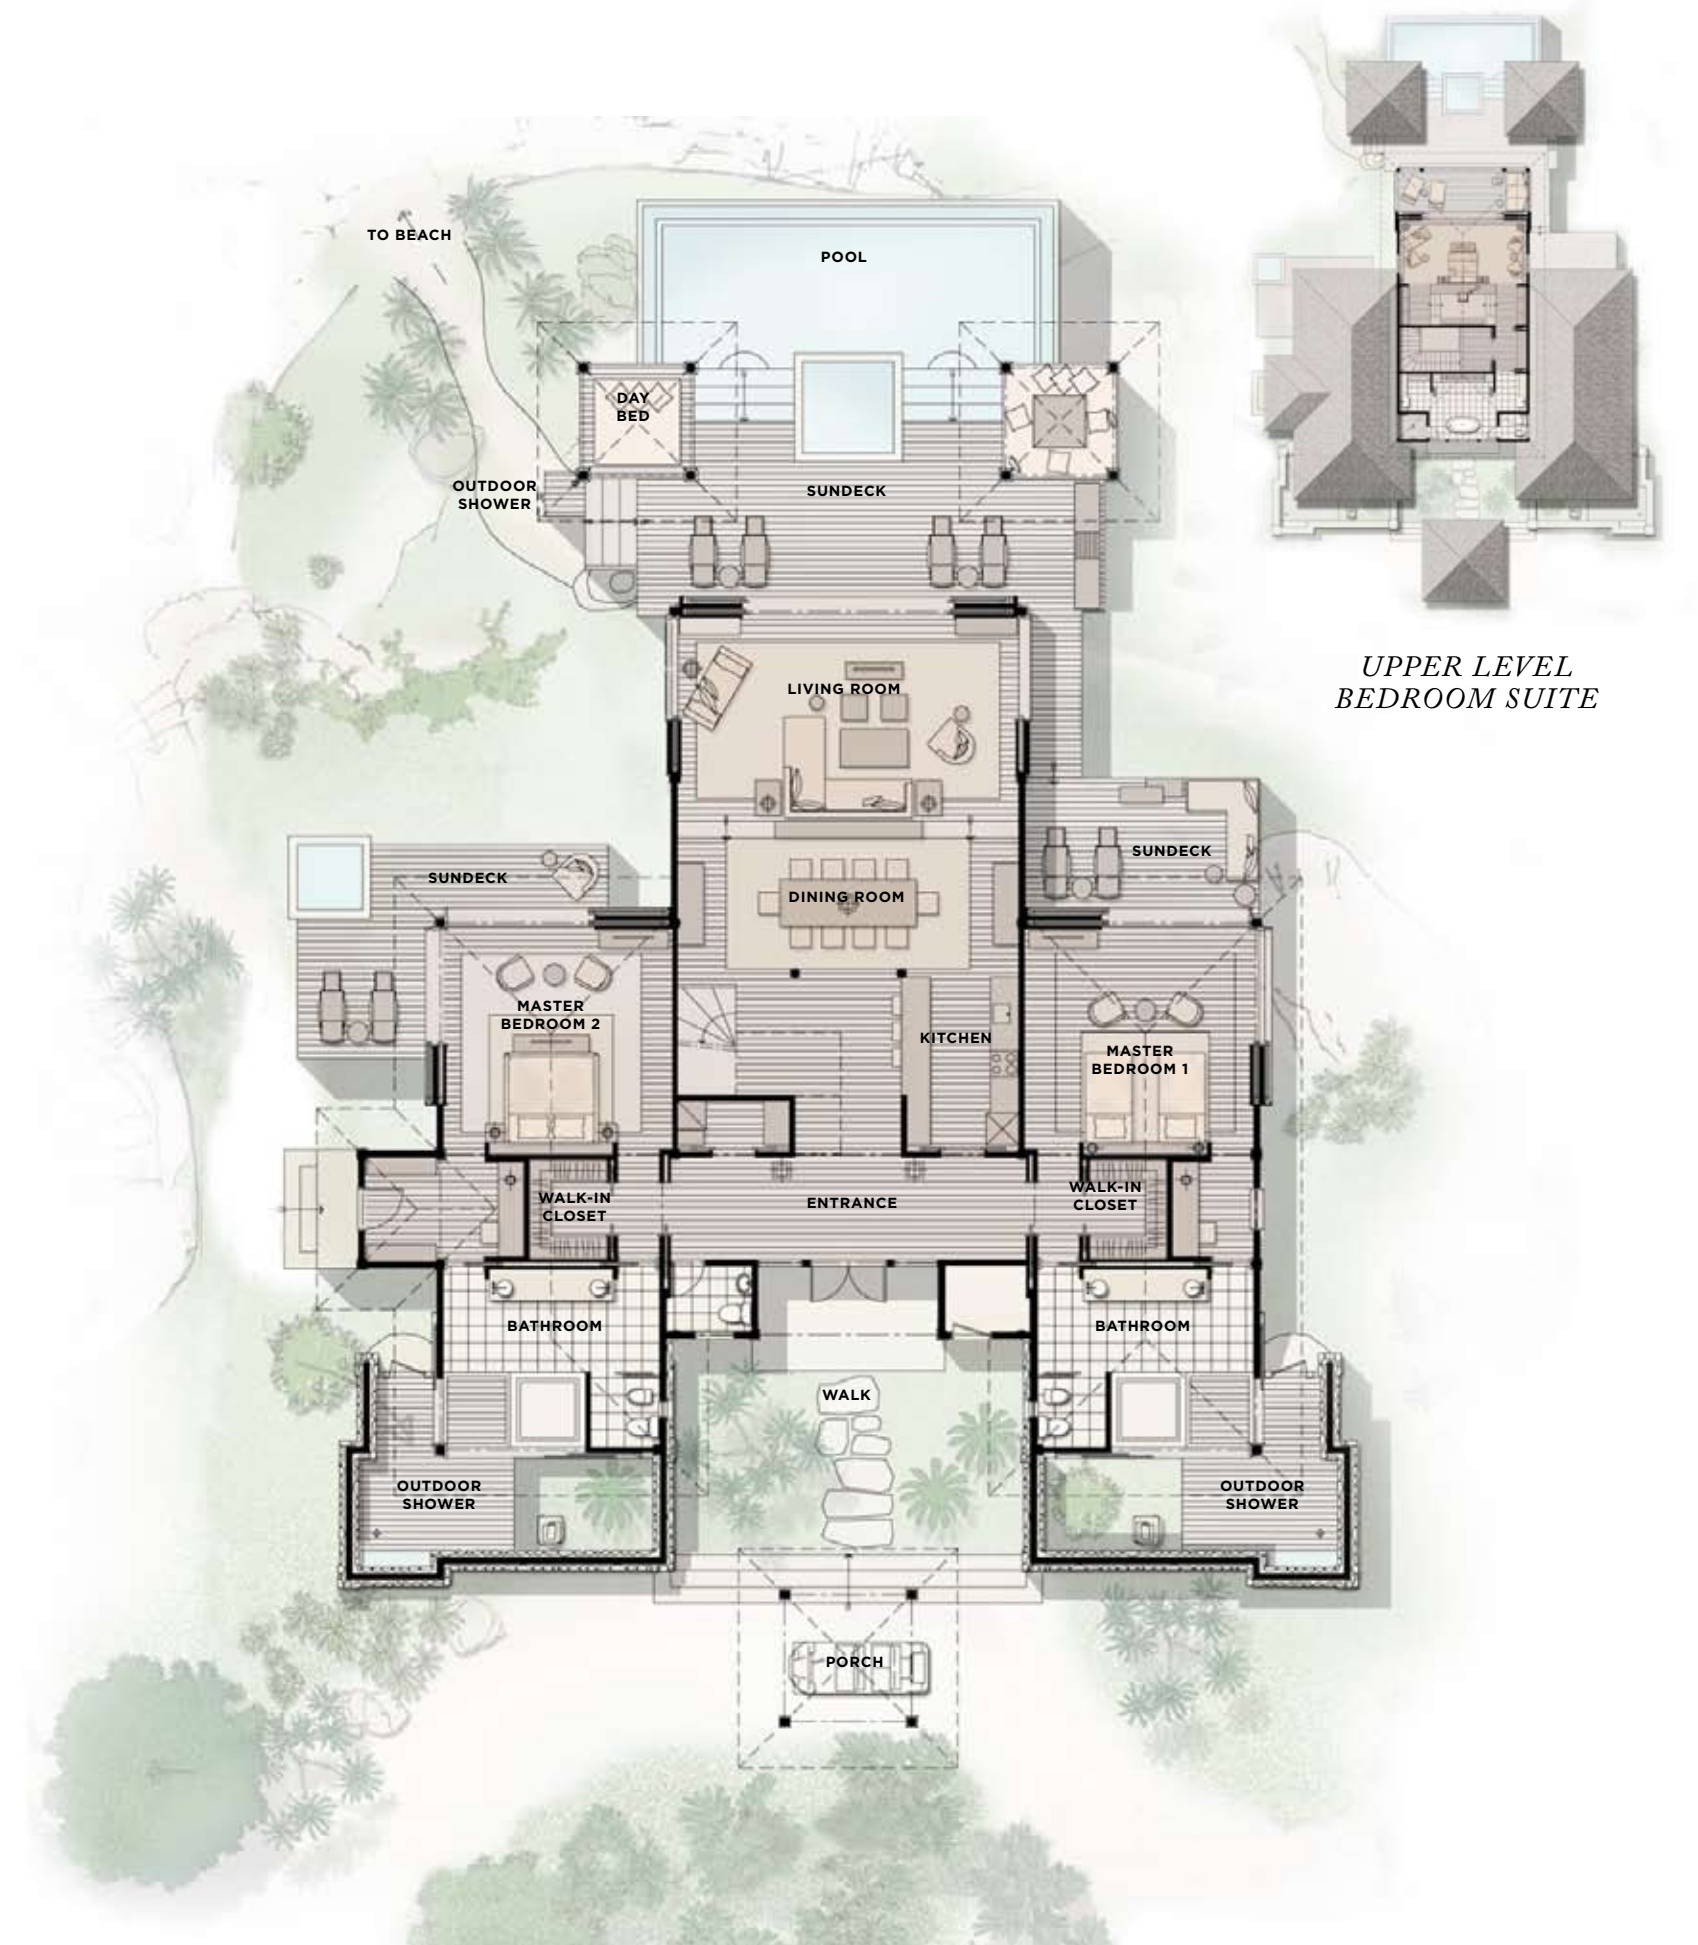 TO BEACH
POOL
DAY
BED
OUTDOOR
SHOWER
SUNDECK
UPPER LEVEL
BEDROOM SUITE
LIVING ROOM
SUNDECK
SUNDECK
DINING ROOM
MASTER
BEDROOM 2
KITCHEN
MASTER
BEDROOM 1
WALK-IN
CLOSET
ENTRANCE
WALK-IN
CLOSET
BATHROOM
BATHROOM
WALK
OUTDOOR
SHOWER
OUTDOOR
SHOWER
PORCH